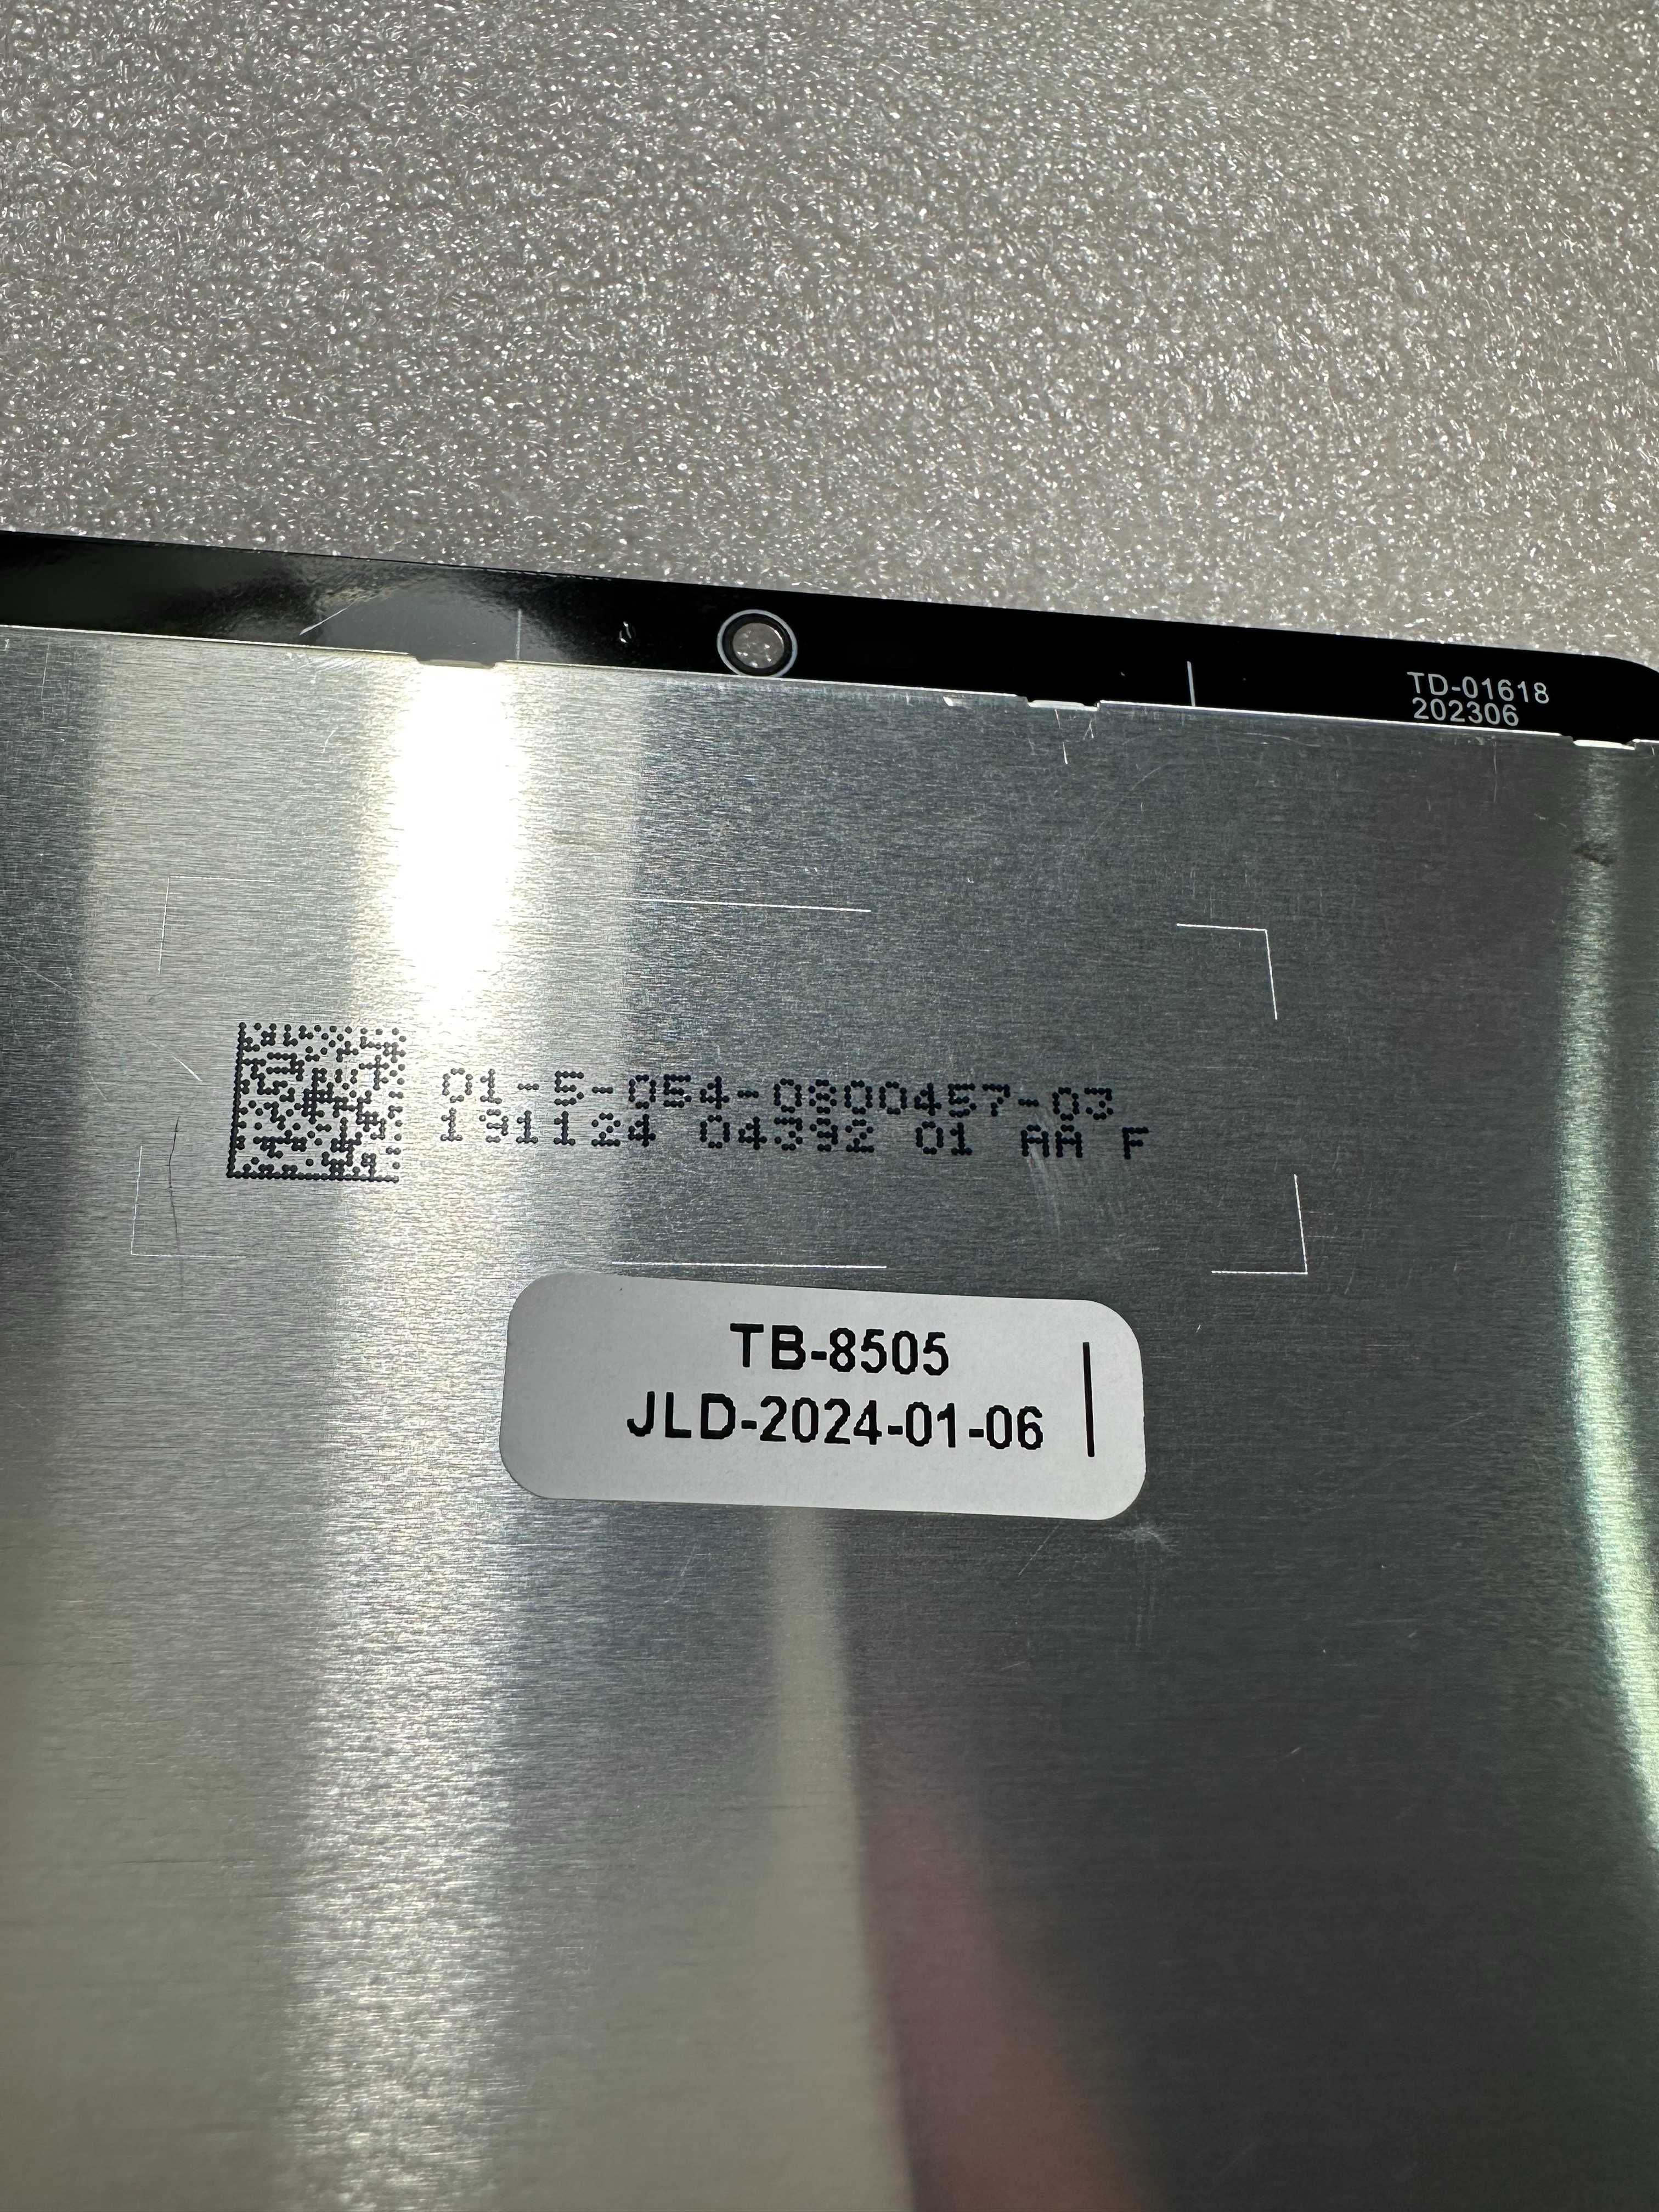 TD-01618
202306
01-5-054-0800457-03
191124 04392 01 AA F
TB-8505
JLD-2024-01-06